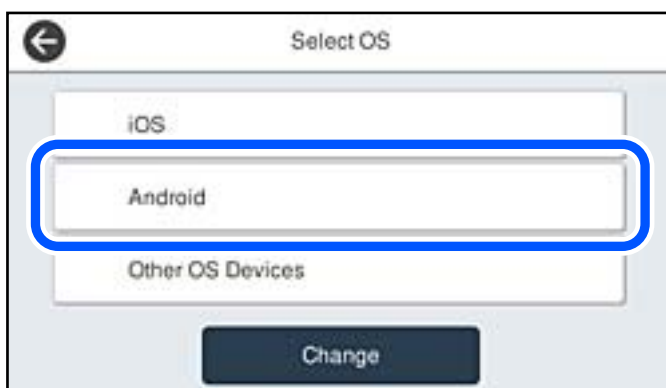 Select OS
iOS
Android
Other OS Devices
Change